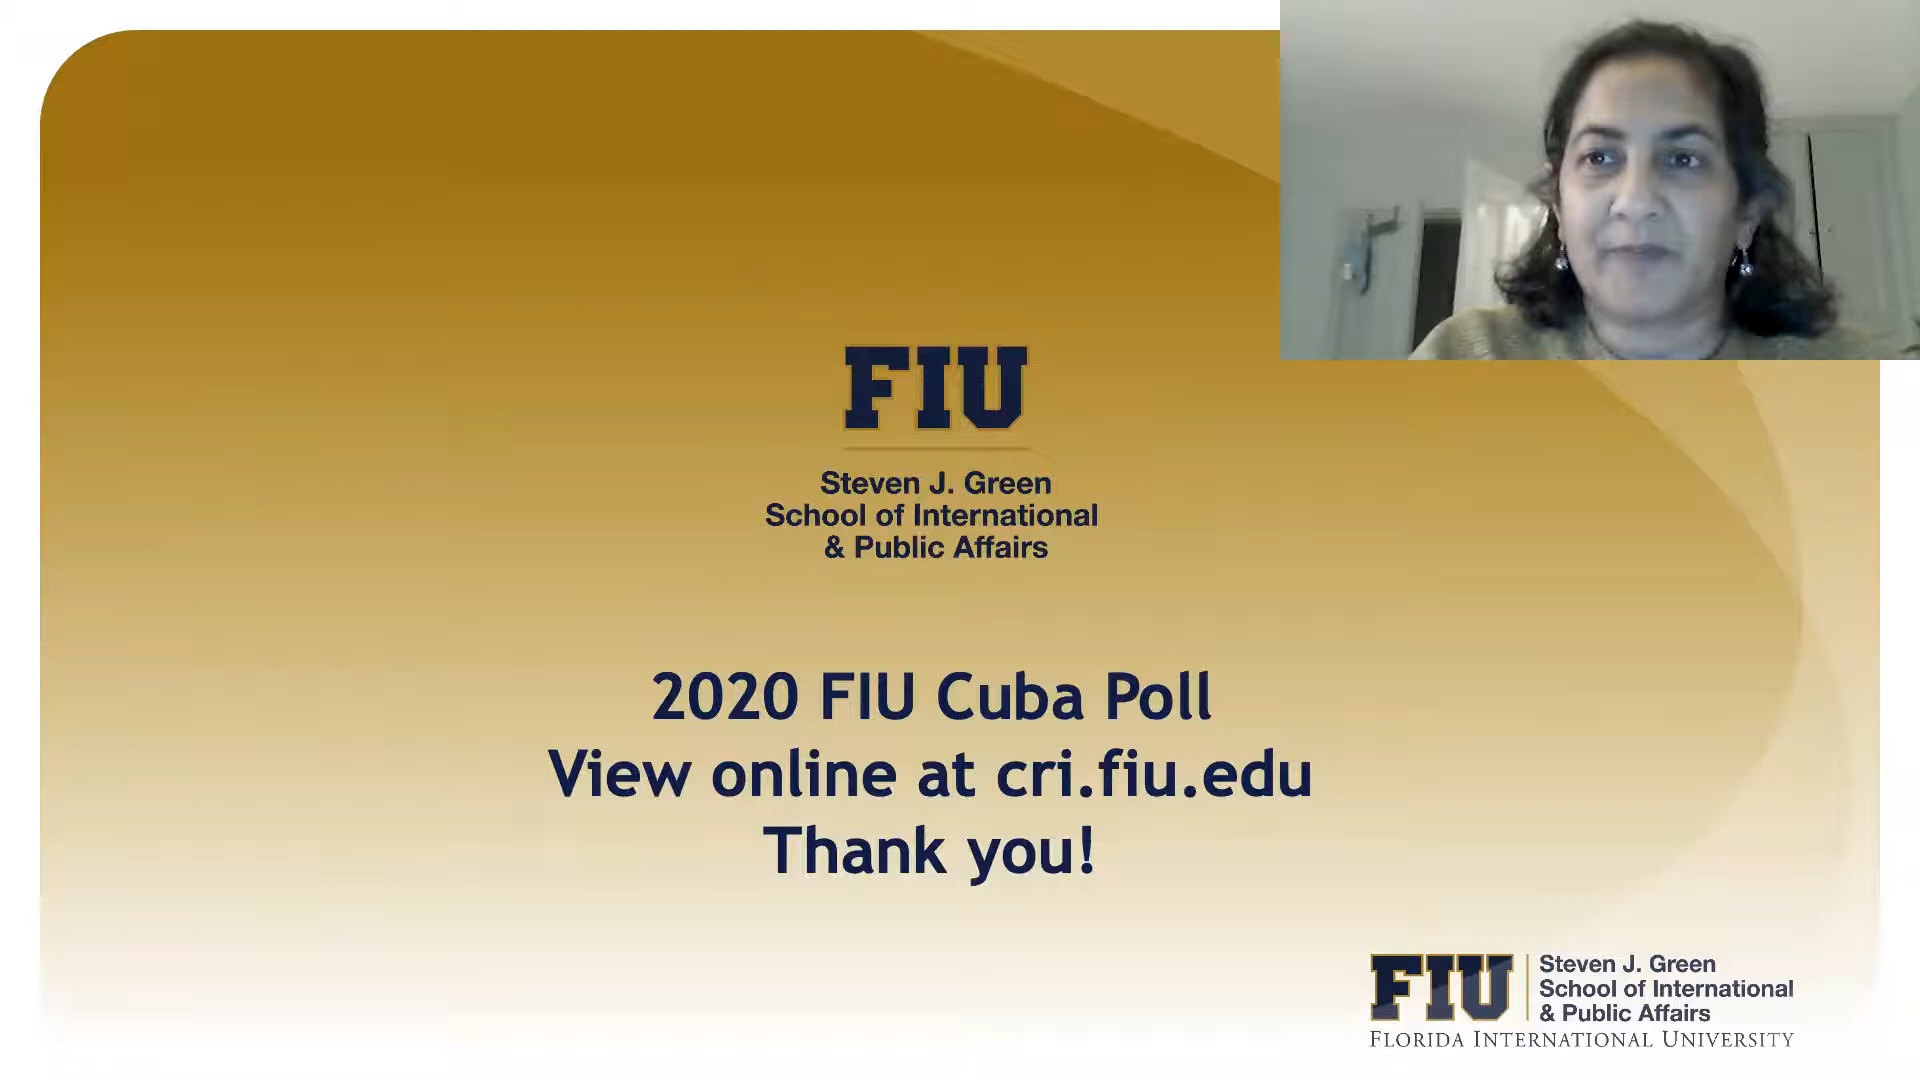 FIU
Steven J. Green
School of International
& Public Affairs
2020 FIU Cuba Poll
View online at cri.fiu.edu
Thank you!
FIU
Steven J. Green
School of International
& Public Affairs
FLORIDA INTERNATIONAL UNIVERSITY